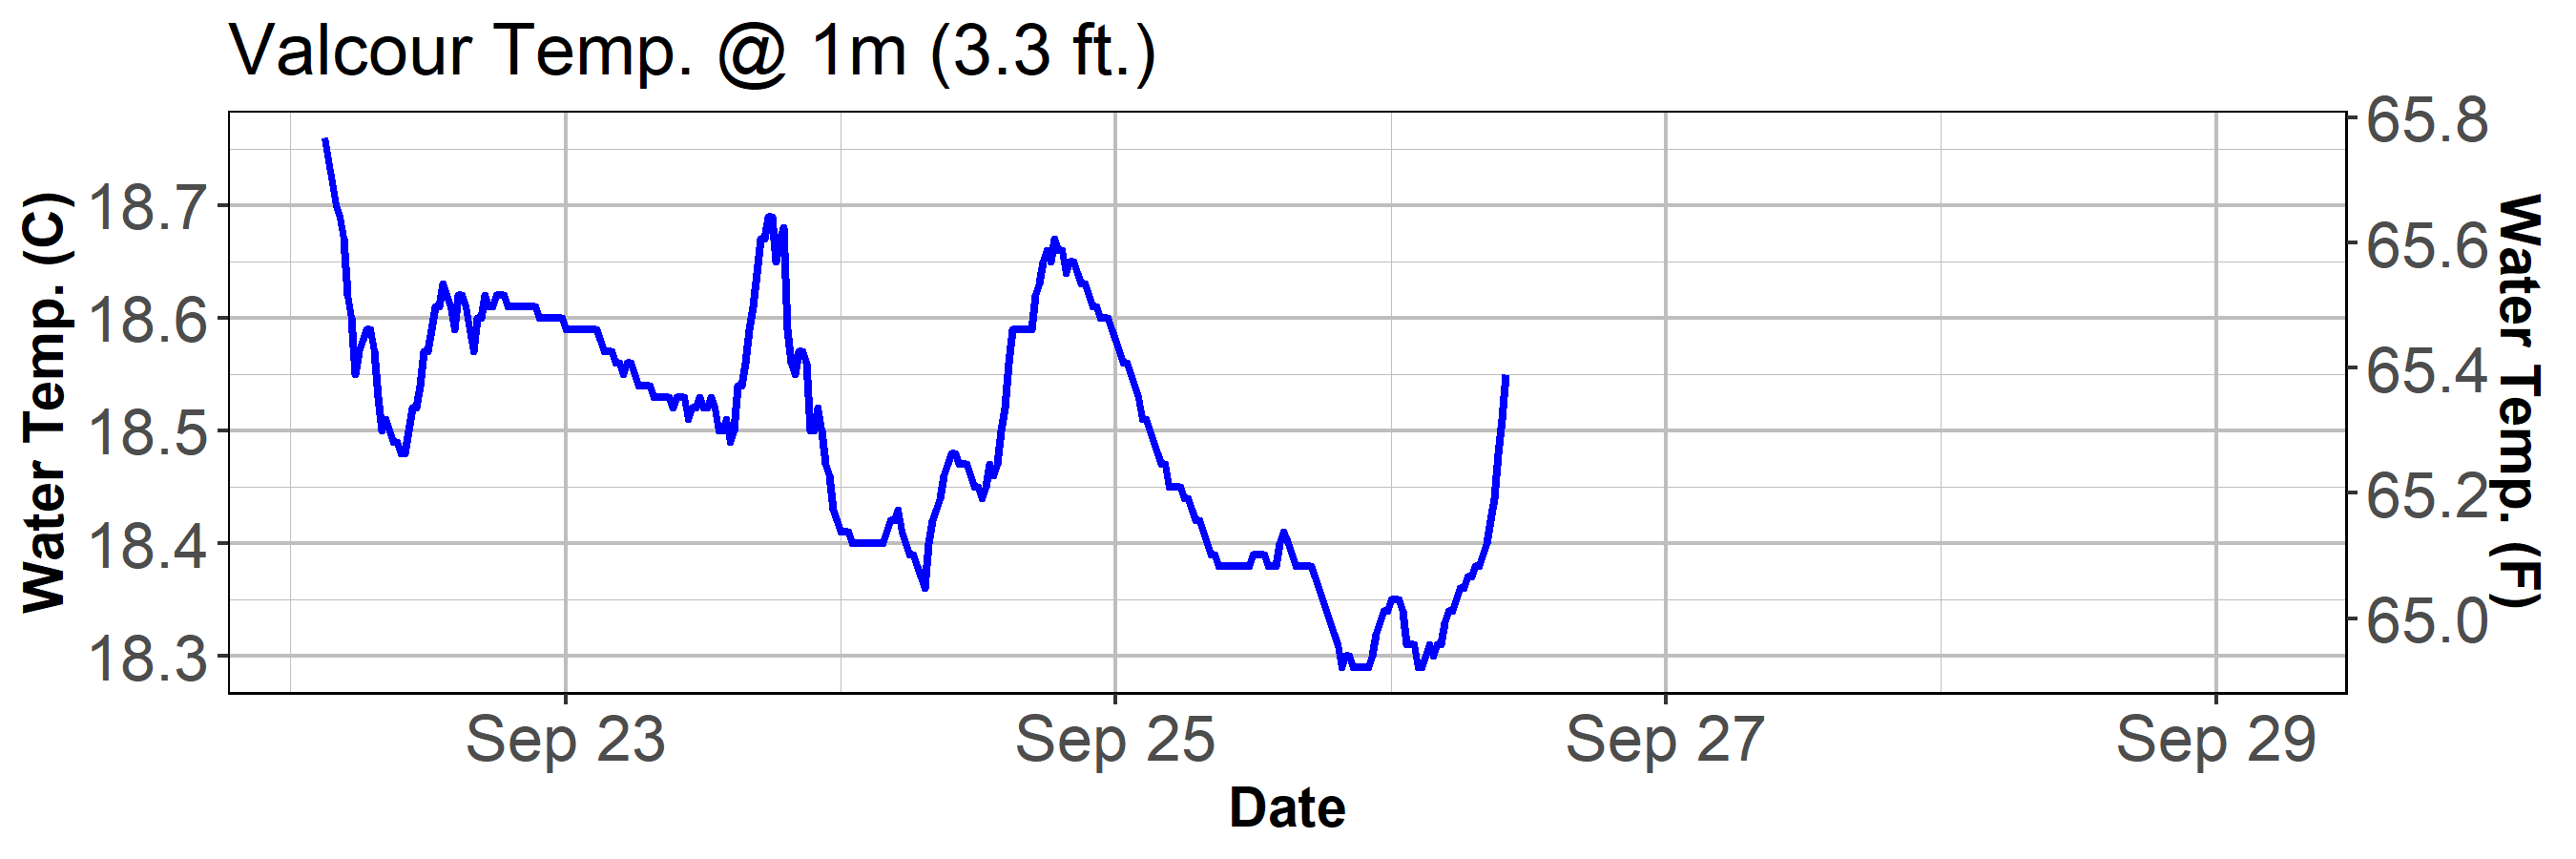 Valcour Temp. @ 1m (3.3 ft.)
Water Temp. (C)
18.7
18.6
18.5
18.4
18.3
65.8
65.6
65.4
65.2
65.0
Water Temp. (F)
Sep 23
Sep 25
Sep 27
Sep 29
Date